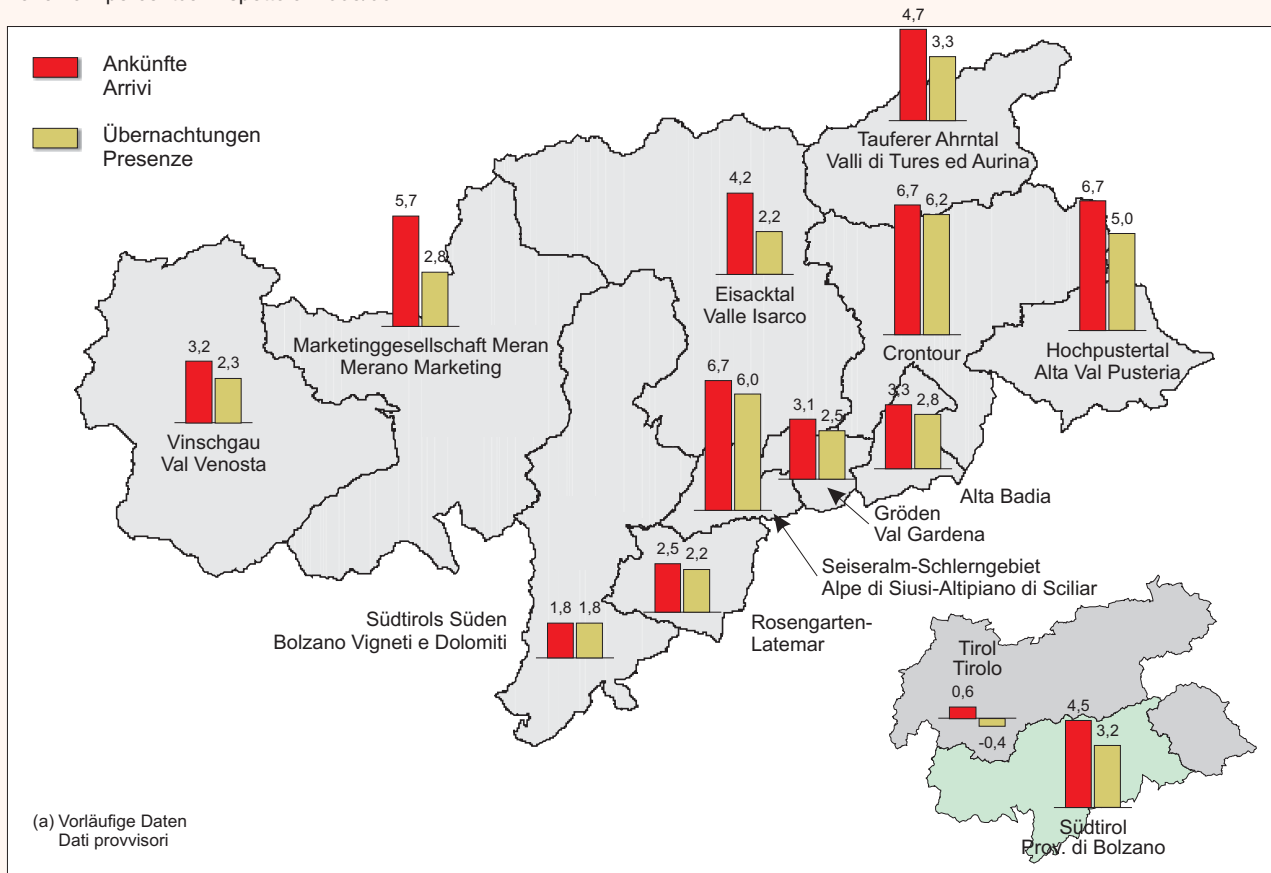 Ankünfte
Arrivi
Übernachtungen
Presenze
4,7
3,3
Tauferer Ahrntal
Valli di Tures ed Aurina
5,7
2,8
Marketinggesellschaft Meran
Merano Marketing
4,2
2,2
Eisacktal
Valle Isarco
6,7
6,2
Crontour
6,7
5,0
Hochpustertal
Alta Val Pusteria
3,2
2,3
Vinschgau
Val Venosta
6,7
6,0
3,1
2,5
3,3
2,8
Alta Badia
Gröden
Val Gardena
Seiseralm-Schlerngebiet
Alpe di Siusi-Altipiano di Sciliar
2,5
2,2
Rosengarten-
Latemar
Südtirols Süden
Bolzano Vigneti e Dolomiti
1,8
1,8
Tirol
Tirolo
0,6
-0,4
4,5
3,2
Südtirol
Prov. di Bolzano
(a) Vorläufige Daten
Dati provvisori